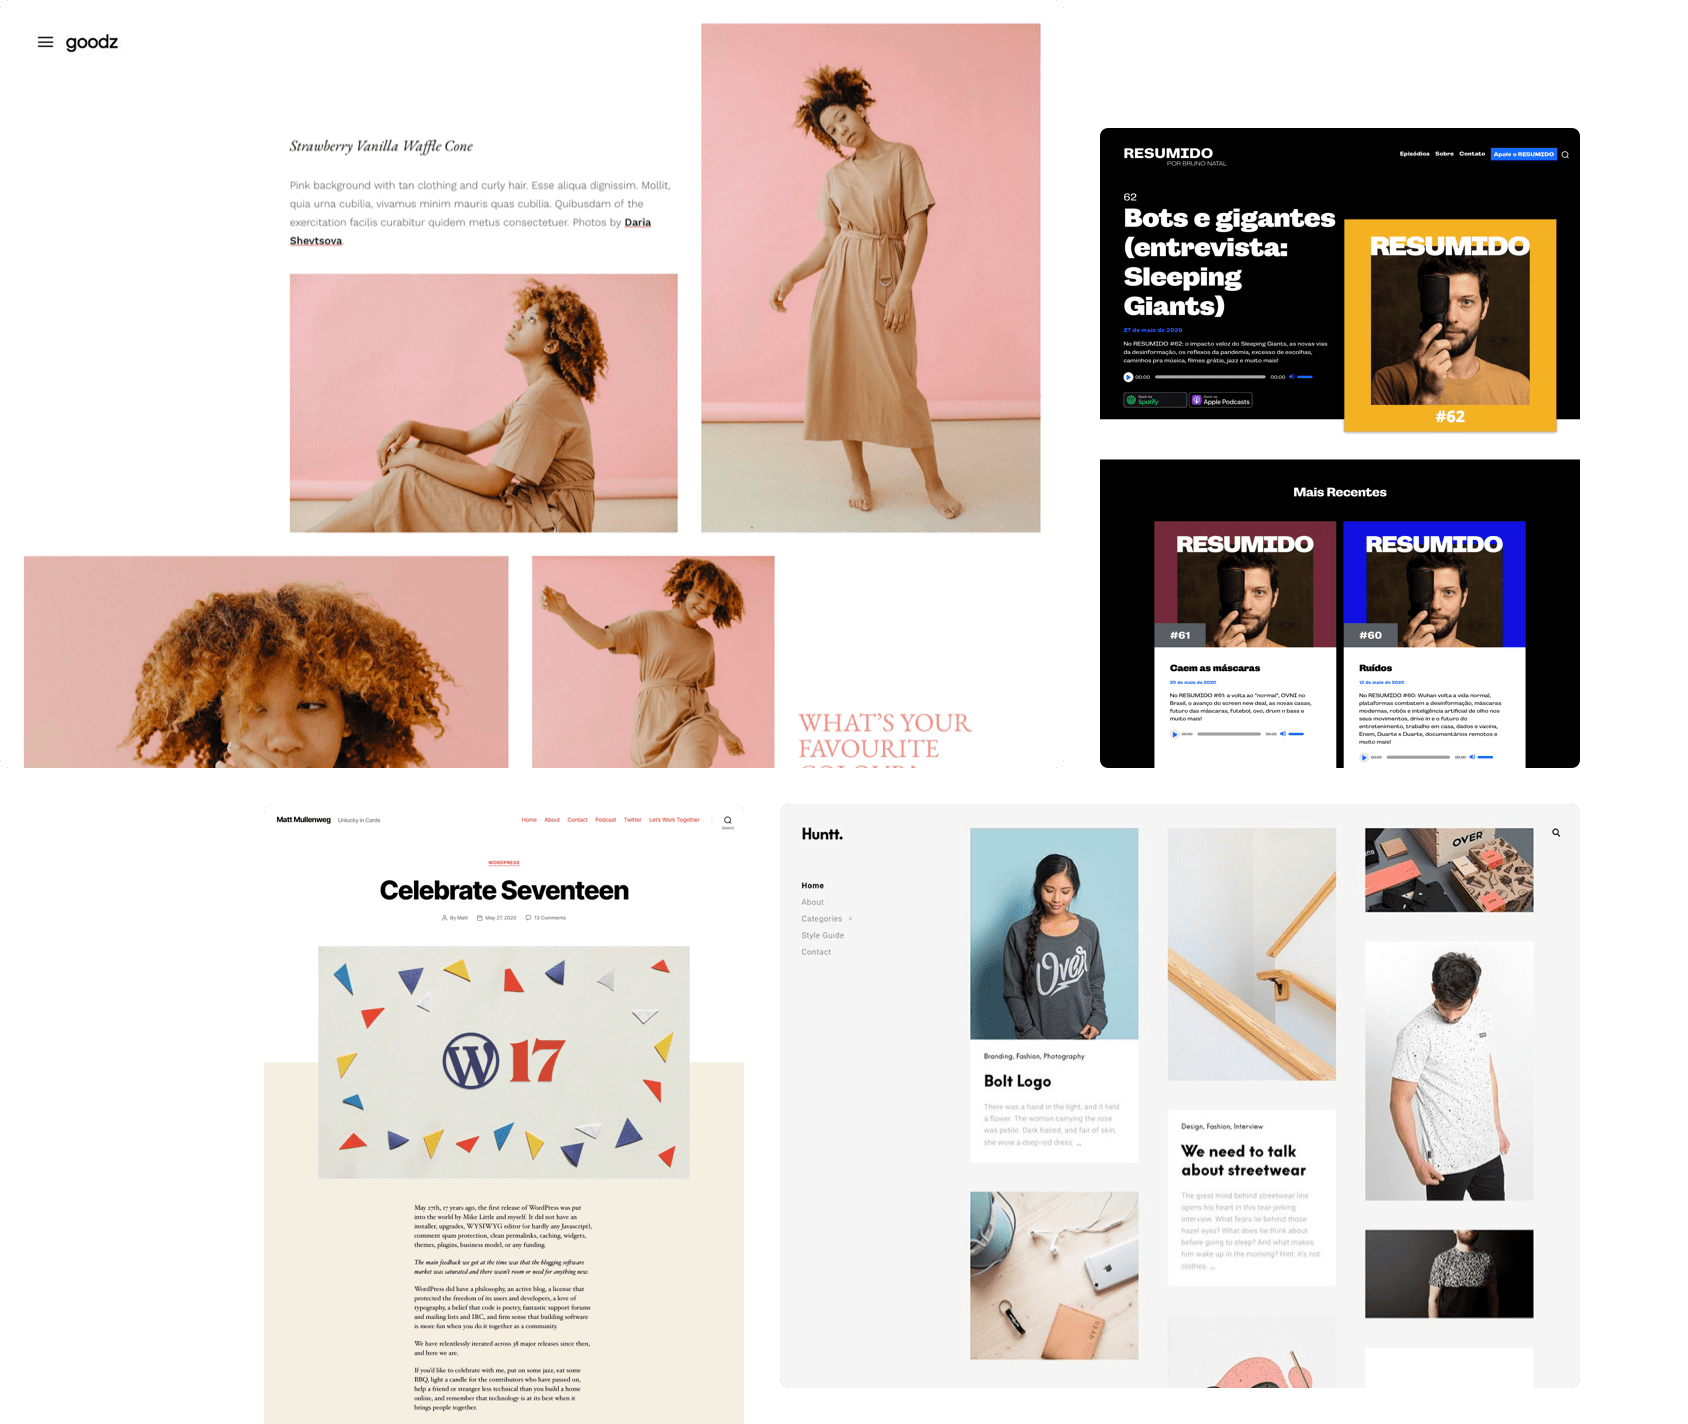 goodz
Strawberry Vanilla Waffle Cone
Pink background with tan clothing and curly hair. Esse aliqua dignissim. Mollit,
quia urna cubilia, vivamus minim mauris quas cubilia. Quibusdam of the
exercitation facilis curabitur quidem metus consectetuer. Photos by Daria
Shevtsova.
WHAT'S YOUR
FAVOURITE
COLOUR?
RESUMIDO
POR BRUNO NATAL
Episódios Sobre Contato Apoie o RESUMIDO
62
Bots e gigantes
(entrevista:
Sleeping
Giants)
27 de maio de 2020
No RESUMIDO #62: o impacto veloz do Sleeping Giants, as novas vias
da desinformação, os reflexos da pandemia, excesso de escolhas,
caminhos pra música, filmes grátis, jazz e muito mais!
00:00 00:00
Spotify
Apple Podcasts
RESUMIDO
#62
Mais Recentes
RESUMIDO
#61
Caem as máscaras
20 de maio de 2020
No RESUMIDO #61: a volta ao "normal", OVNI no
Brasil, o avanço do screen new deal, as novas casas,
futuro das máscaras, futebol, ovo, drum n bass e
muito mais!
00:00 00:00
RESUMIDO
#60
Ruídos
13 de maio de 2020
No RESUMIDO #60: Wuhan volta a vida normal,
plataformas combatem a desinformação, máscaras
modernas, robôs e inteligência artificial de olho nos
seus movimentos, drive in e o futuro do
entretenimento, trabalho em casa, dados e vacina,
Enem, Duarte x Duarte, documentários remotos e
muito mais!
00:00 00:00
Matt Mullenweg Unlucky in Cards
Home About Contact Podcast Twitter Let's Work Together
Search
WORDPRESS
Celebrate Seventeen
By Matt May 27, 2020 13 Comments
W 17
May 27th, 17 years ago, the first release of WordPress was put
into the world by Mike Little and myself. It did not have an
installer, upgrades, WYSIWYG editor (or hardly any Javascript),
comment spam protection, clean permalinks, caching, widgets,
themes, plugins, business model, or any funding.
The main feedback we got at the time was that the blogging software
market was saturated and there wasn't room or need for anything new.
WordPress did have a philosophy, an active blog, a license that
protected the freedom of its users and developers, a love of
typography, a belief that code is poetry, fantastic support forums
and mailing lists and IRC, and firm sense that building software
is more fun when you do it together as a community.
We have relentlessly iterated across 38 major releases since then,
and here we are.
If you'd like to celebrate with me, put on some jazz, eat some
BBQ, light a candle for the contributors who have passed on,
help a friend or stranger less technical than you build a home
online, and remember that technology is at its best when it
brings people together.
Huntt.
Home
About
Categories +
Style Guide
Contact
Over
Branding, Fashion, Photography
Bolt Logo
There was a hand in the light, and it held
a flower. The woman carrying the rose
was petite. Dark haired, and fair of skin,
she wore a deep-red dress. ...
Design, Fashion, Interview
We need to talk
about streetwear
The great mind behind streetwear line
opens his heart in this tear-jerking
interview. What fears lie behind those
hazel eyes? What does he think about
before going to sleep? And what makes
him wake up in the morning? Hint: it's not
clothes. ...
OVER